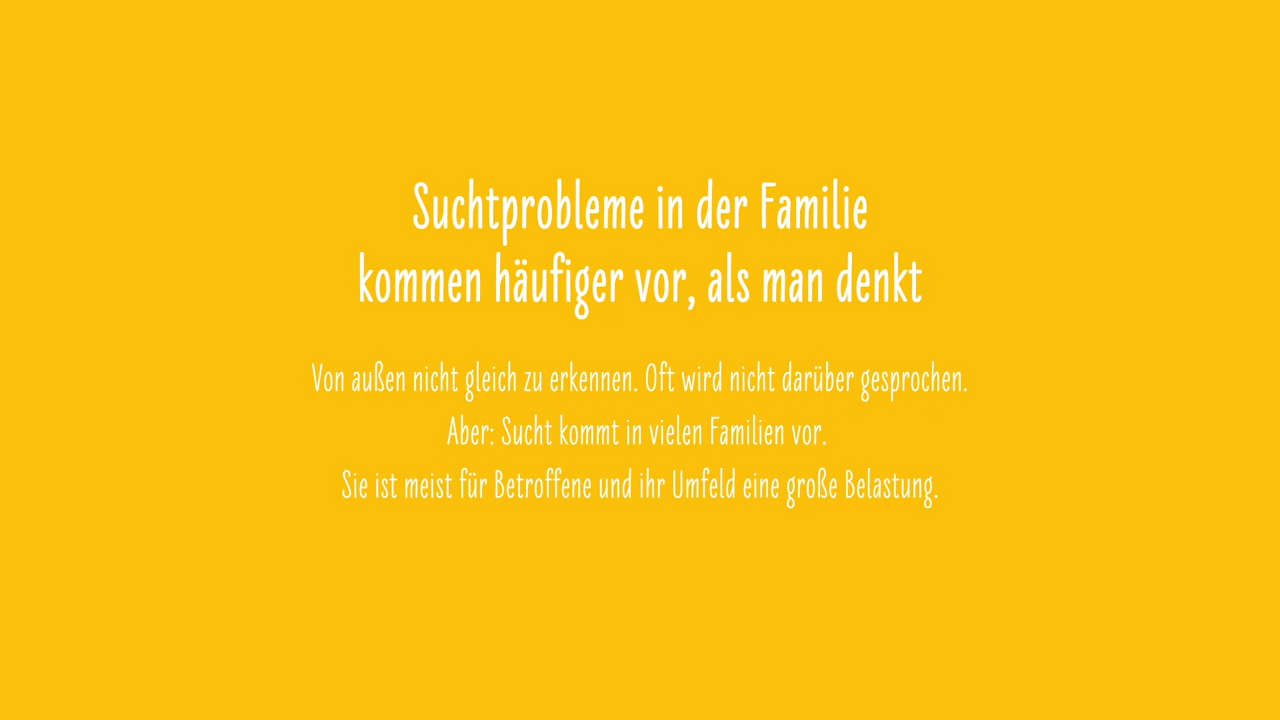 Suchtprobleme in der Familie
kommen häufiger vor, als man denkt
Von außen nicht gleich zu erkennen. Oft wird nicht darüber gesprochen.
Aber: Sucht kommt in vielen Familien vor.
Sie ist meist für Betroffene und ihr Umfeld eine große Belastung.